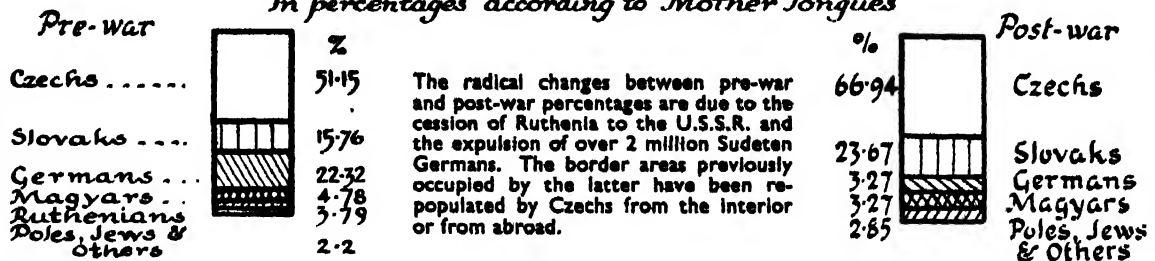 In percentages according to Mother Tongues
Pre-war
%
Czechs ...... 51·15
Slovaks .... 15·76
Germans ... 22·32
Magyars .. 4·78
Ruthenians 3·79
Poles, Jews &
Others 2·2
The radical changes between pre-war
and post-war percentages are due to the
cession of Ruthenia to the U.S.S.R. and
the expulsion of over 2 million Sudeten
Germans. The border areas previously
occupied by the latter have been re-
populated by Czechs from the interior
or from abroad.
Post-war
%
66·94 Czechs
23·67 Slovaks
3·27 Germans
3·27 Magyars
2·85 Poles, Jews
& Others